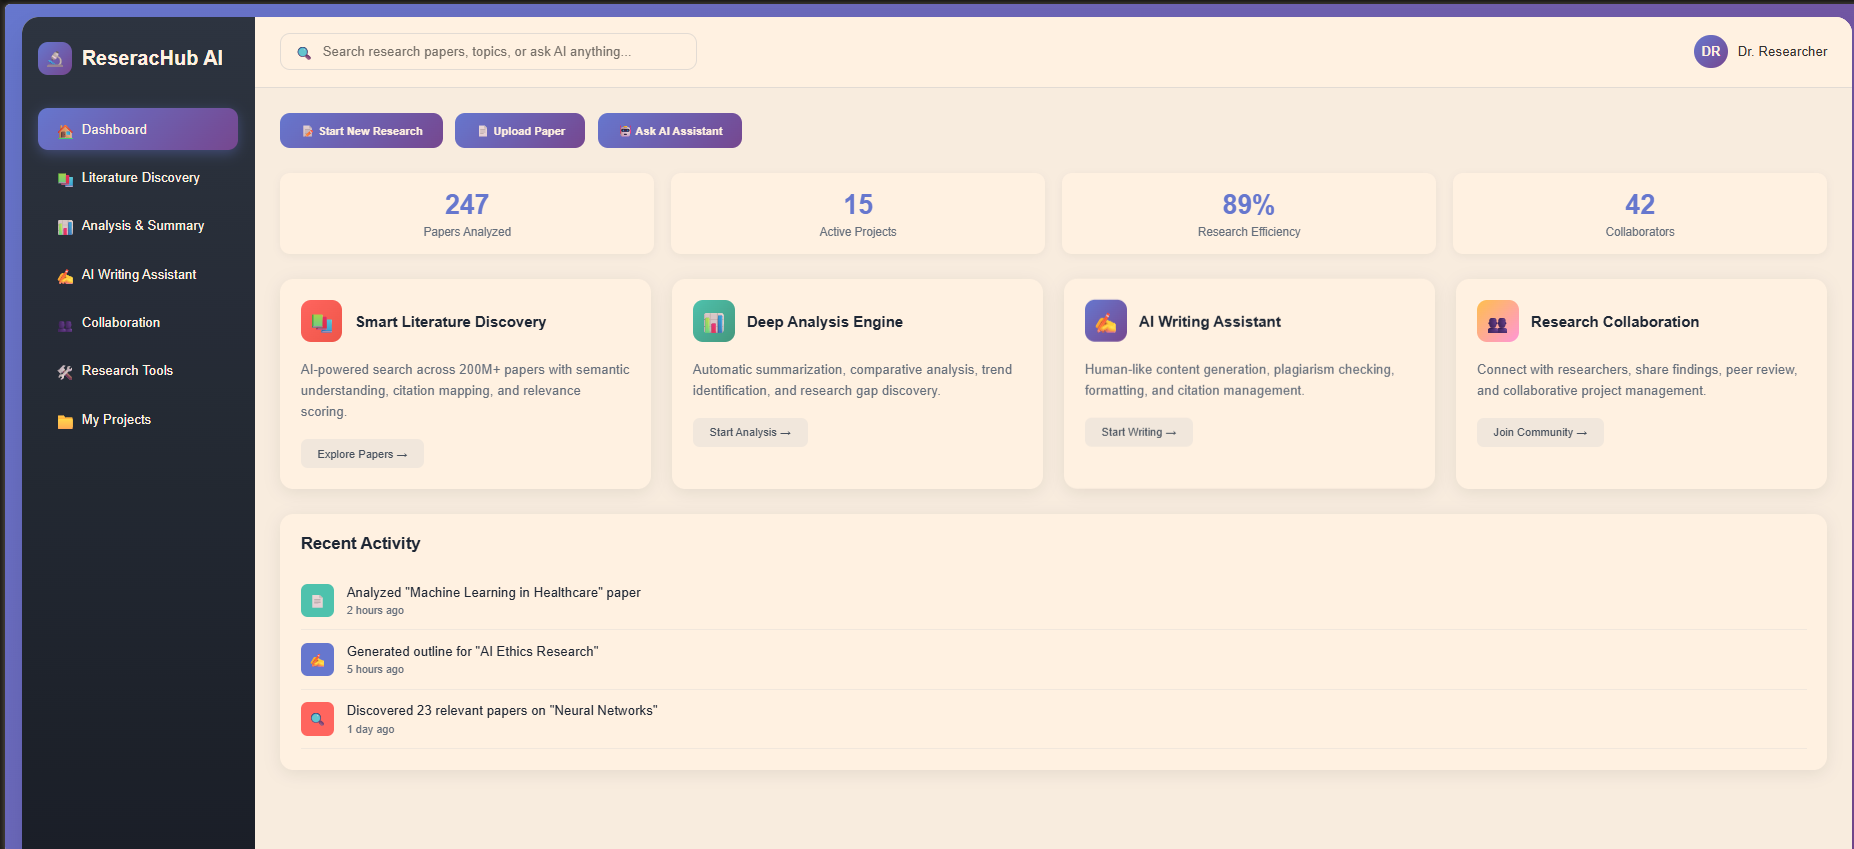 ReseracHub AI
Dashboard
Literature Discovery
Analysis & Summary
AI Writing Assistant
Collaboration
Research Tools
My Projects
Search research papers, topics, or ask AI anything...
DR Dr. Researcher
Start New Research
Upload Paper
Ask AI Assistant
247
Papers Analyzed
15
Active Projects
89%
Research Efficiency
42
Collaborators
Smart Literature Discovery
AI-powered search across 200M+ papers with semantic
understanding, citation mapping, and relevance
scoring.
Explore Papers →
Deep Analysis Engine
Automatic summarization, comparative analysis, trend
identification, and research gap discovery.
Start Analysis →
AI Writing Assistant
Human-like content generation, plagiarism checking,
formatting, and citation management.
Start Writing →
Research Collaboration
Connect with researchers, share findings, peer review,
and collaborative project management.
Join Community →
Recent Activity
Analyzed "Machine Learning in Healthcare" paper
2 hours ago
Generated outline for "AI Ethics Research"
5 hours ago
Discovered 23 relevant papers on "Neural Networks"
1 day ago